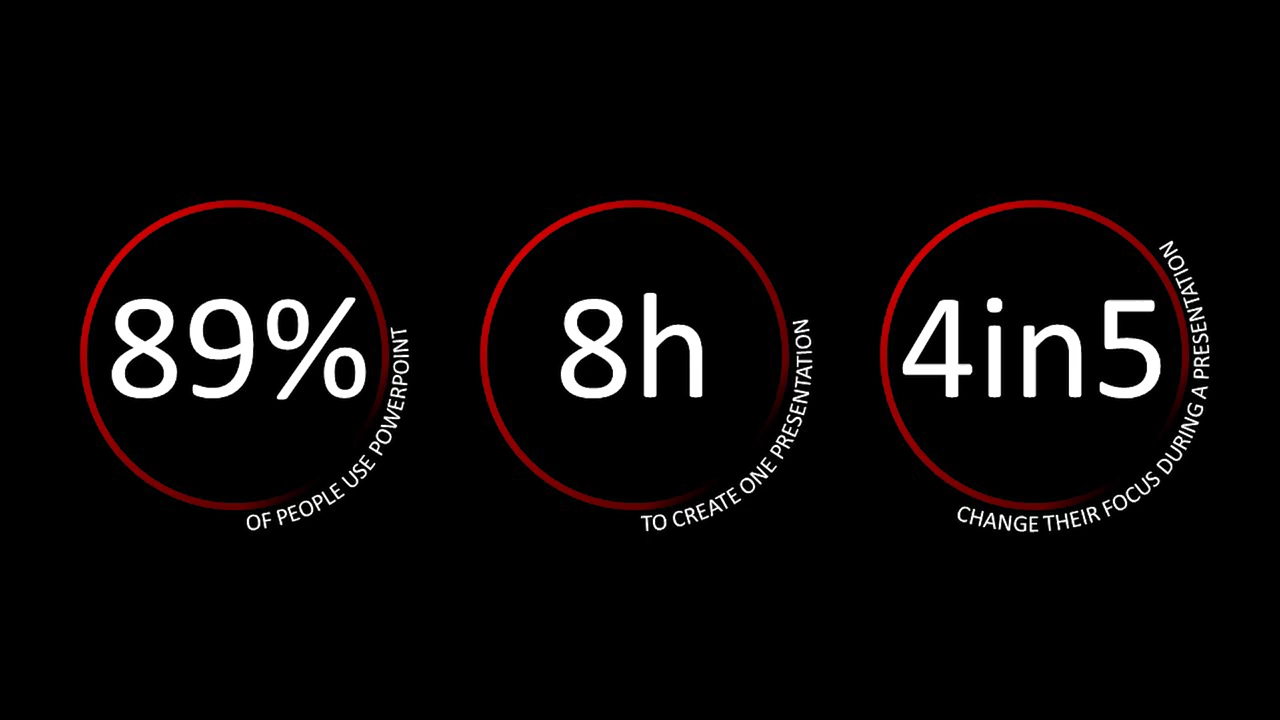 89%
OF PEOPLE USE POWERPOINT
8h
TO CREATE ONE PRESENTATION
4in5
CHANGE THEIR FOCUS DURING A PRESENTATION